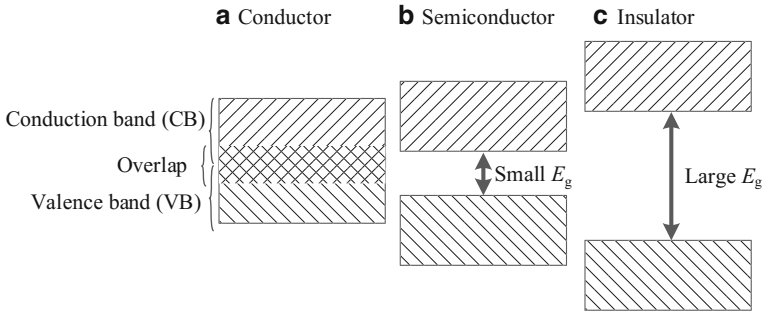 a Conductor
b Semiconductor
c Insulator
Conduction band (CB)
Overlap
Valence band (VB)
Small Eg
Large Eg